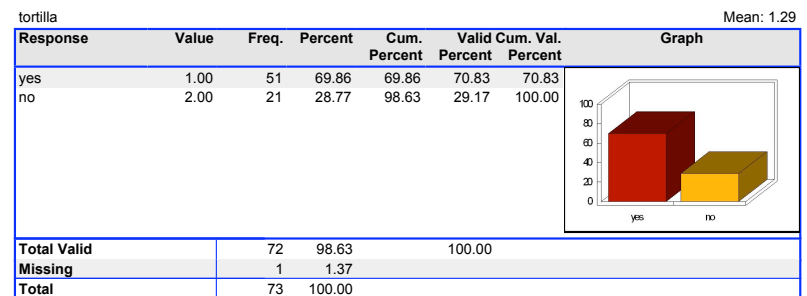 tortilla Mean: 1.29
Response Value Freq. Percent Cum. Percent Valid Percent Cum. Val. Percent Graph
yes 1.00 51 69.86 69.86 70.83 70.83
no 2.00 21 28.77 98.63 29.17 100.00
100
80
60
40
20
0
yes no
Total Valid 72 98.63 100.00
Missing 1 1.37
Total 73 100.00